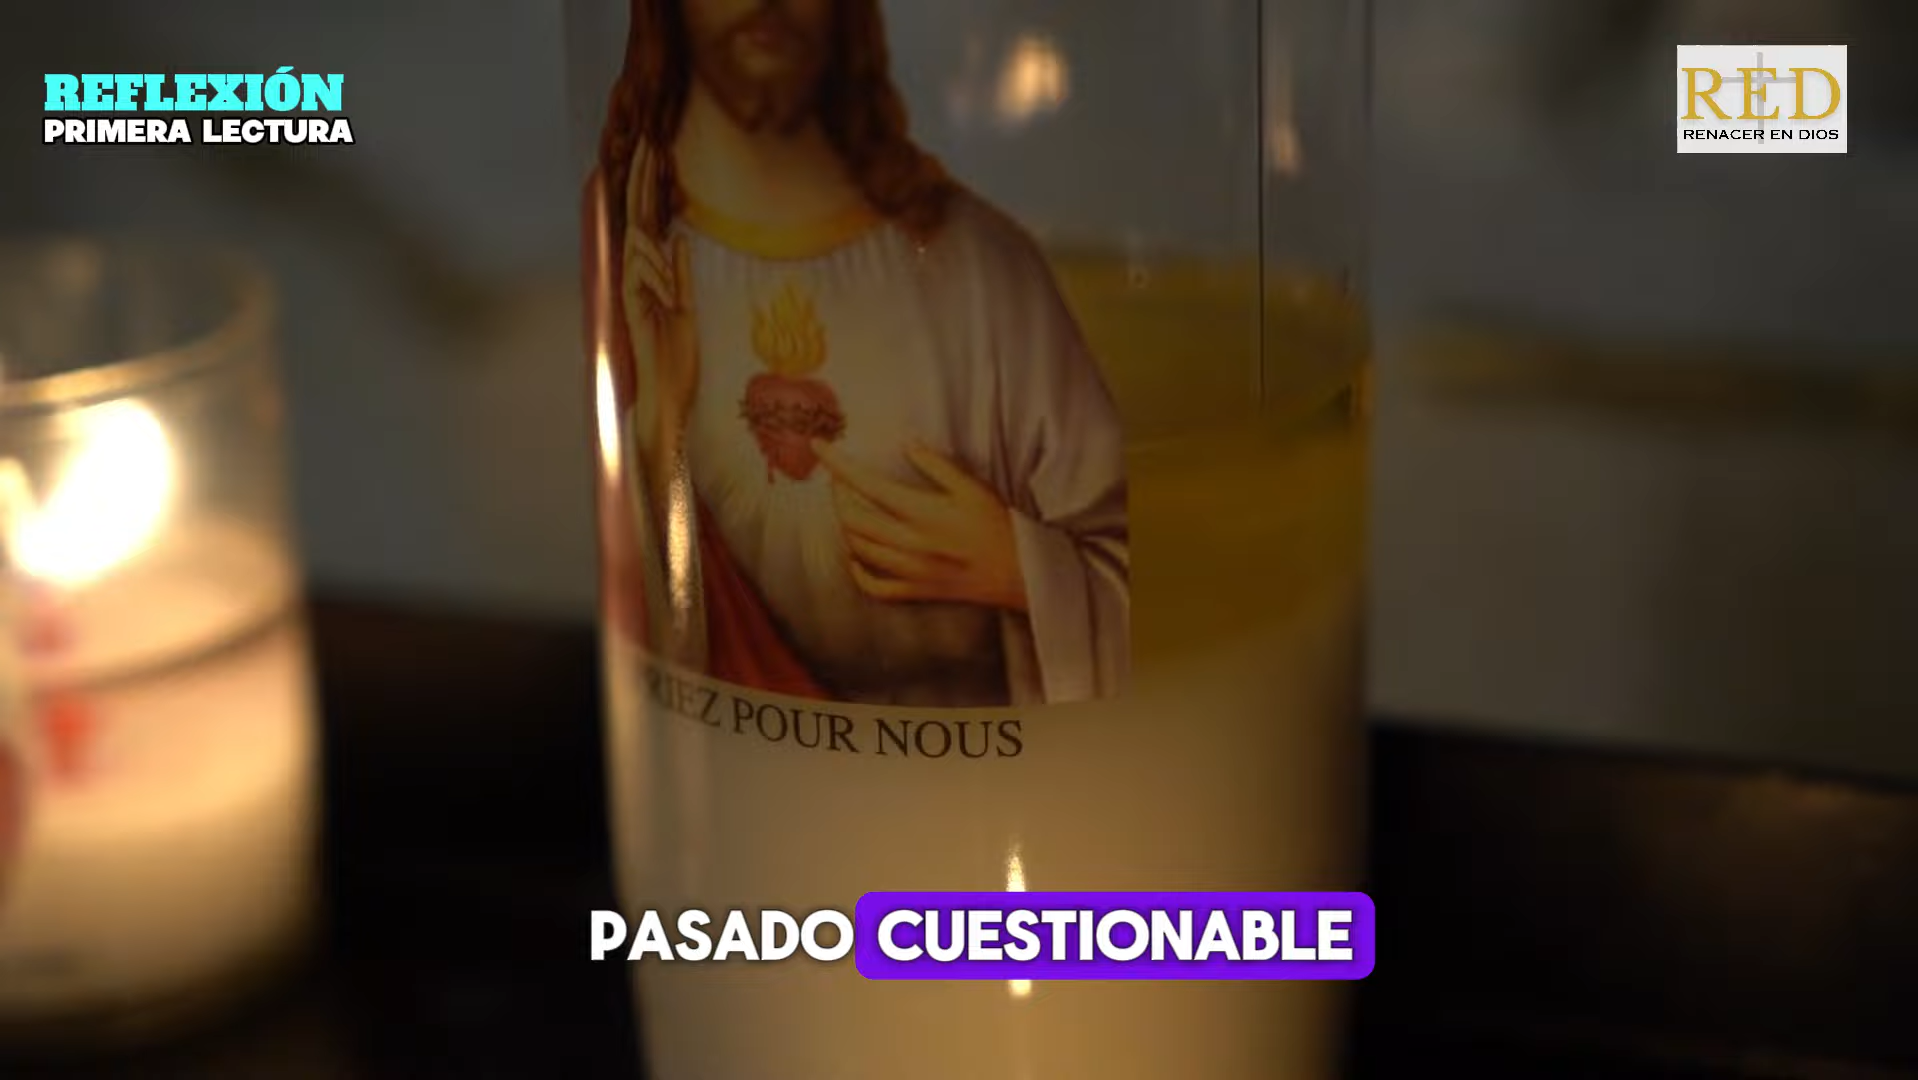 REFLEXIÓN
PRIMERA LECTURA
RED
RENACER EN DIOS
POUR NOUS
PASADO CUESTIONABLE